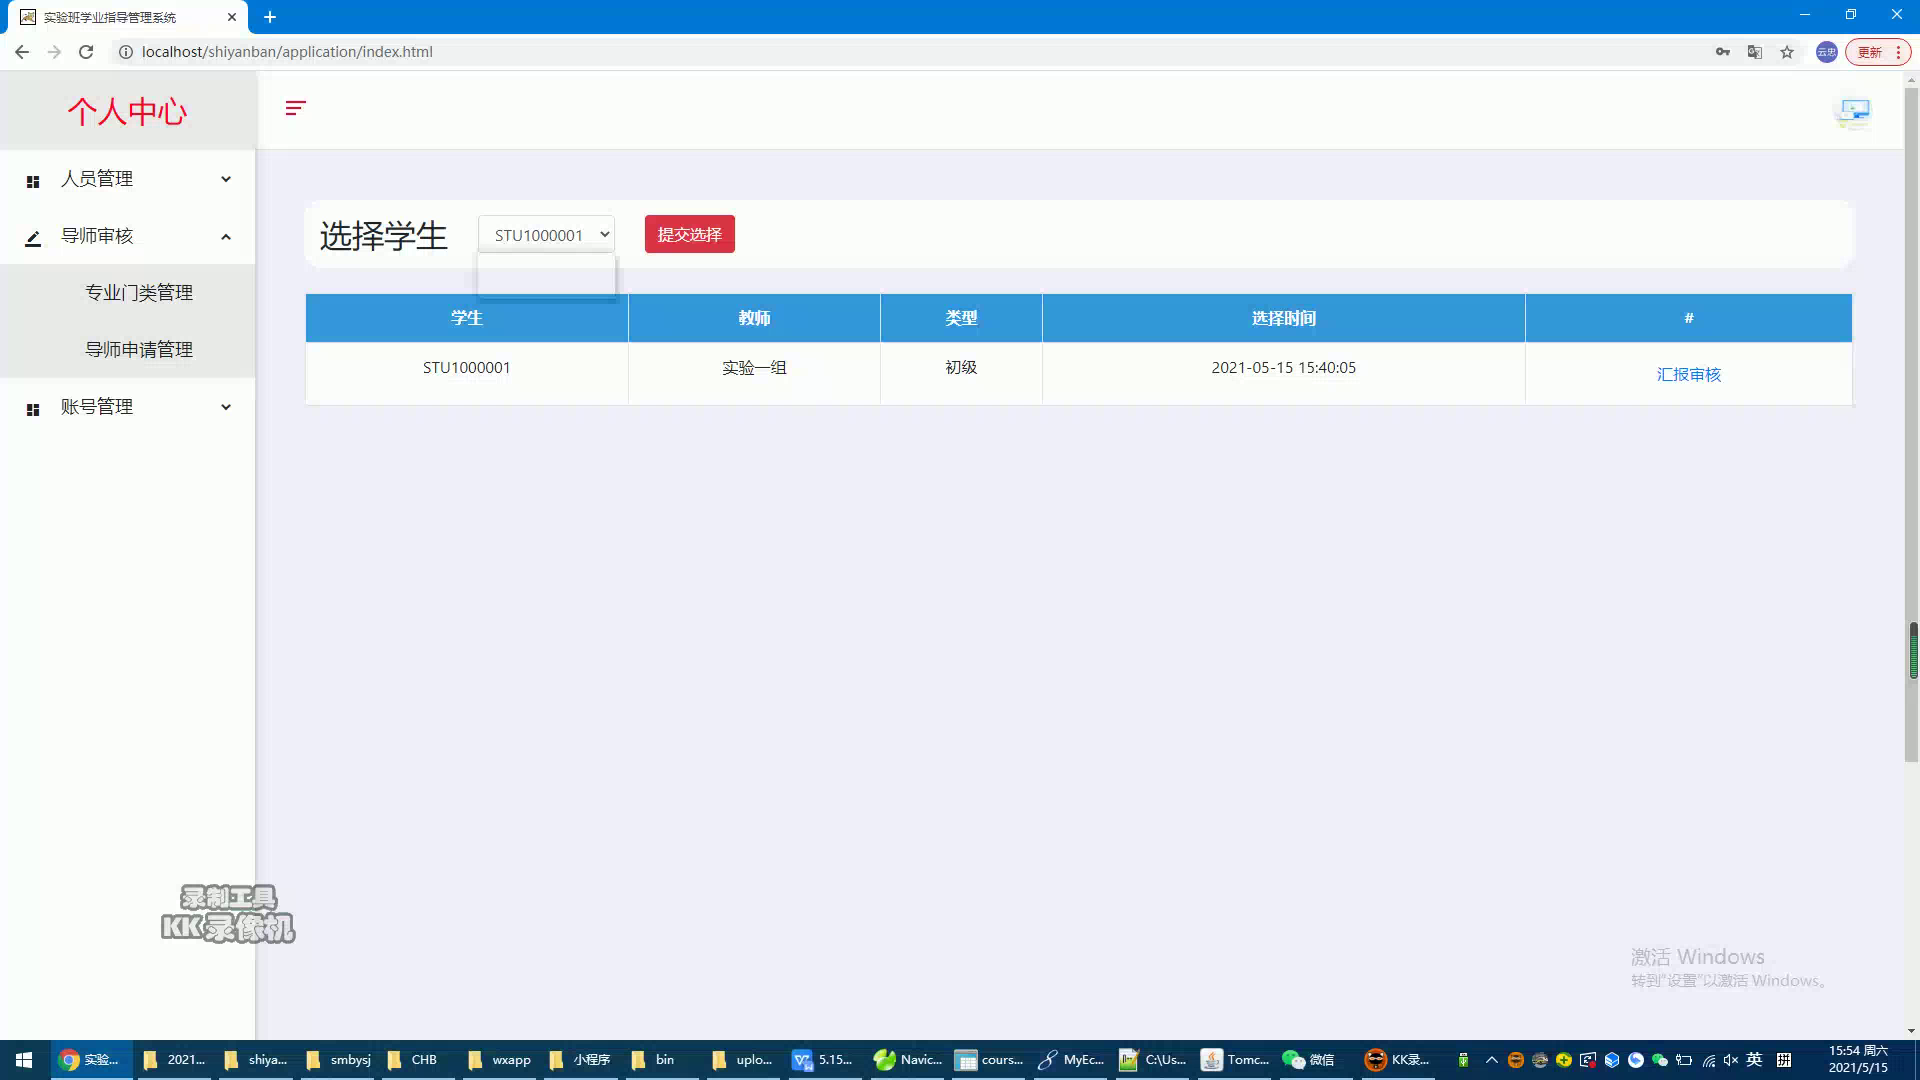 实验班学业指导管理系统
localhost/shiyanban/application/index.html
云忠
更新
个人中心
人员管理
导师审核
专业门类管理
导师申请管理
账号管理
选择学生
STU1000001
提交选择
学生 教师 类型 选择时间 #
STU1000001 实验一组 初级 2021-05-15 15:40:05 汇报审核
录制工具
KK录像机
激活 Windows
转到"设置"以激活 Windows。
实验... 2021... shiya... smbysj CHB wxapp 小程序 bin uplo... 5.15... Navic... cours... MyEc... C:\Us... Tomc... 微信 KK录... 英 拼
15:54 周六
2021/5/15